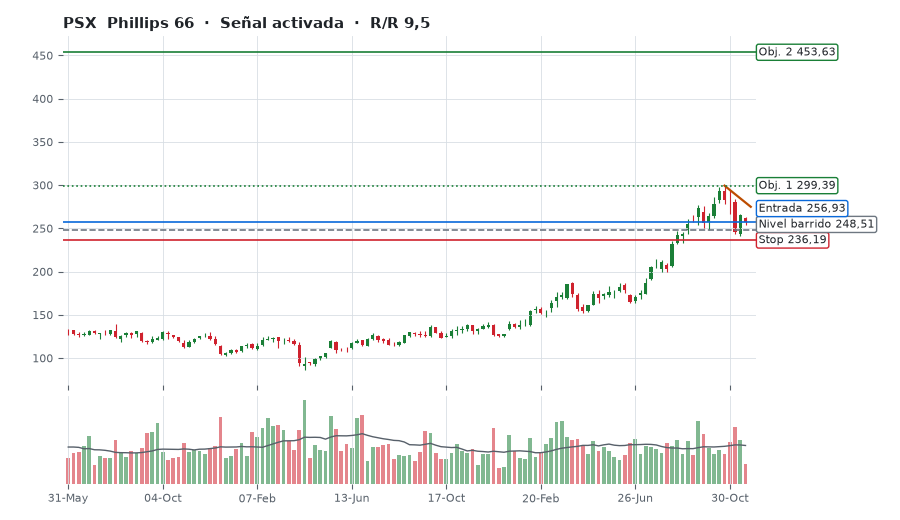 PSX Phillips 66 · Señal activada · R/R 9,5
450
400
350
300
250
200
150
100
Obj. 2 453,63
Obj. 1 299,39
Entrada 256,93
Nivel barrido 248,51
Stop 236,19
31-May
04-Oct
07-Feb
13-Jun
17-Oct
20-Feb
26-Jun
30-Oct